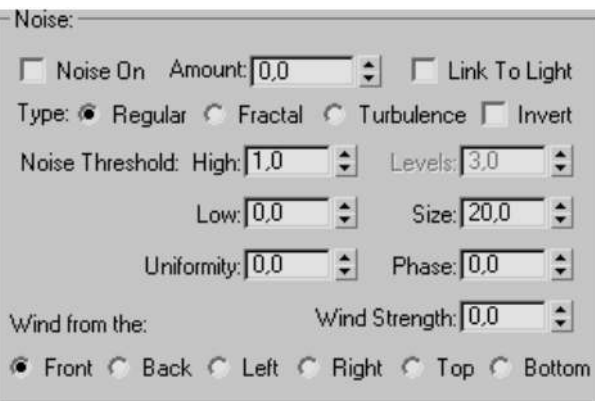 Noise:
Noise On Amount: 0,0 Link To Light
Type: Regular Fractal Turbulence Invert
Noise Threshold: High: 1,0 Levels: 3,0
Low: 0,0 Size: 20,0
Uniformity: 0,0 Phase: 0,0
Wind from the: Wind Strength: 0,0
Front Back Left Right Top Bottom